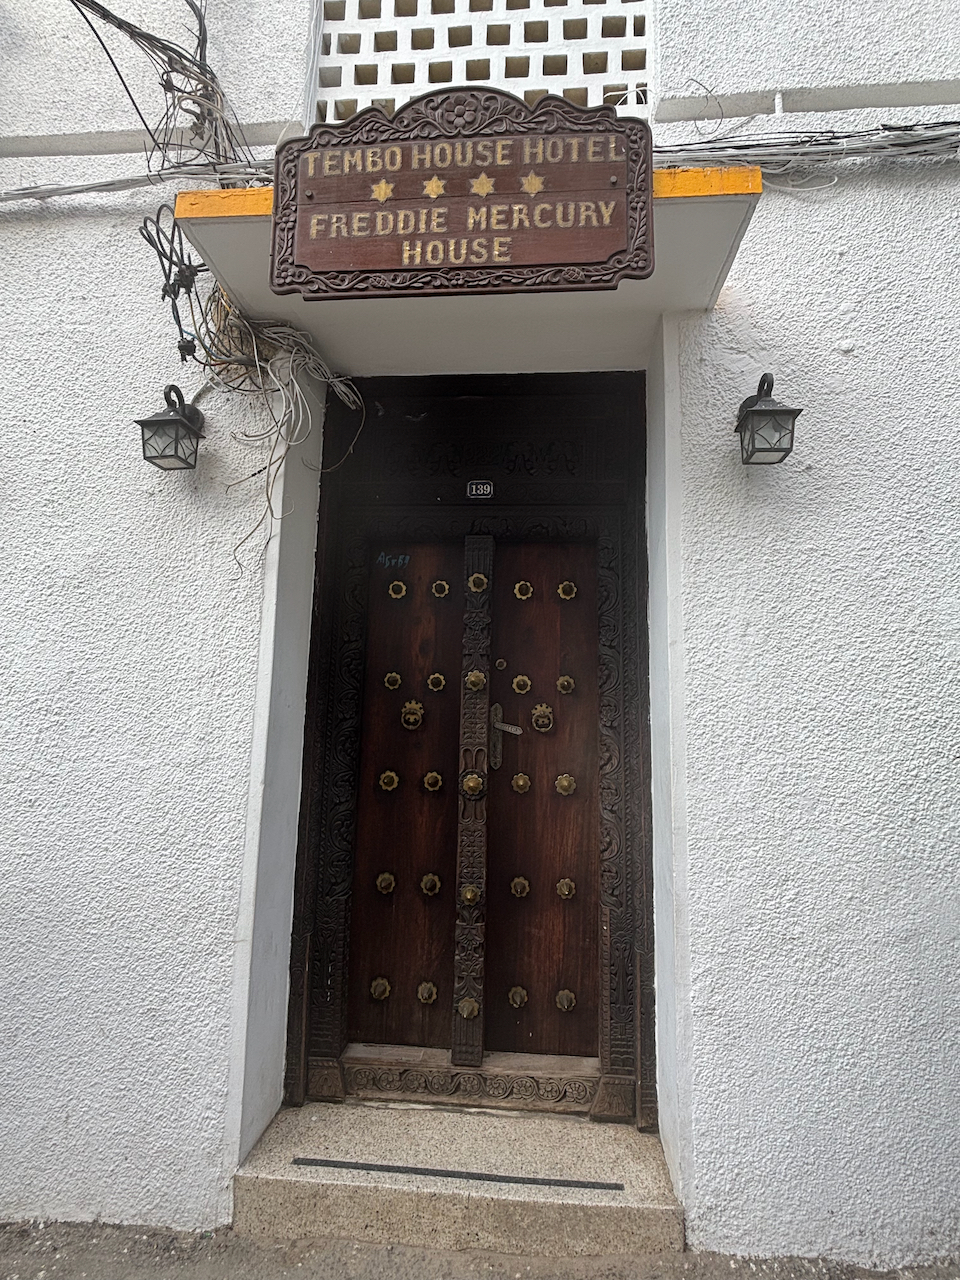 TEMBO HOUSE HOTEL
FREDDIE MERCURY
HOUSE
139